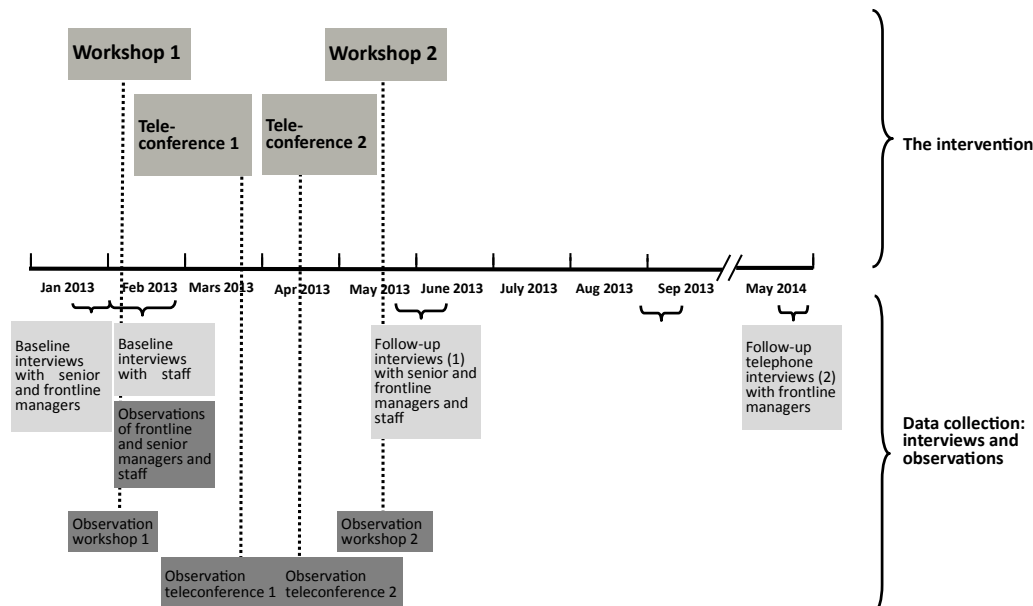 Workshop 1
Workshop 2
Tele-
conference 1
Tele-
conference 2
The intervention
Jan 2013
Feb 2013
Mars 2013
Apr 2013
May 2013
June 2013
July 2013
Aug 2013
Sep 2013
May 2014
Baseline
interviews
with senior
and frontline
managers
Baseline
interviews
with staff
Observations
of frontline
and senior
managers and
staff
Follow-up
interviews (1)
with senior and
frontline
managers and
staff
Follow-up
telephone
interviews (2)
with frontline
managers
Data collection:
interviews and
observations
Observation
workshop 1
Observation
workshop 2
Observation
teleconference 1
Observation
teleconference 2